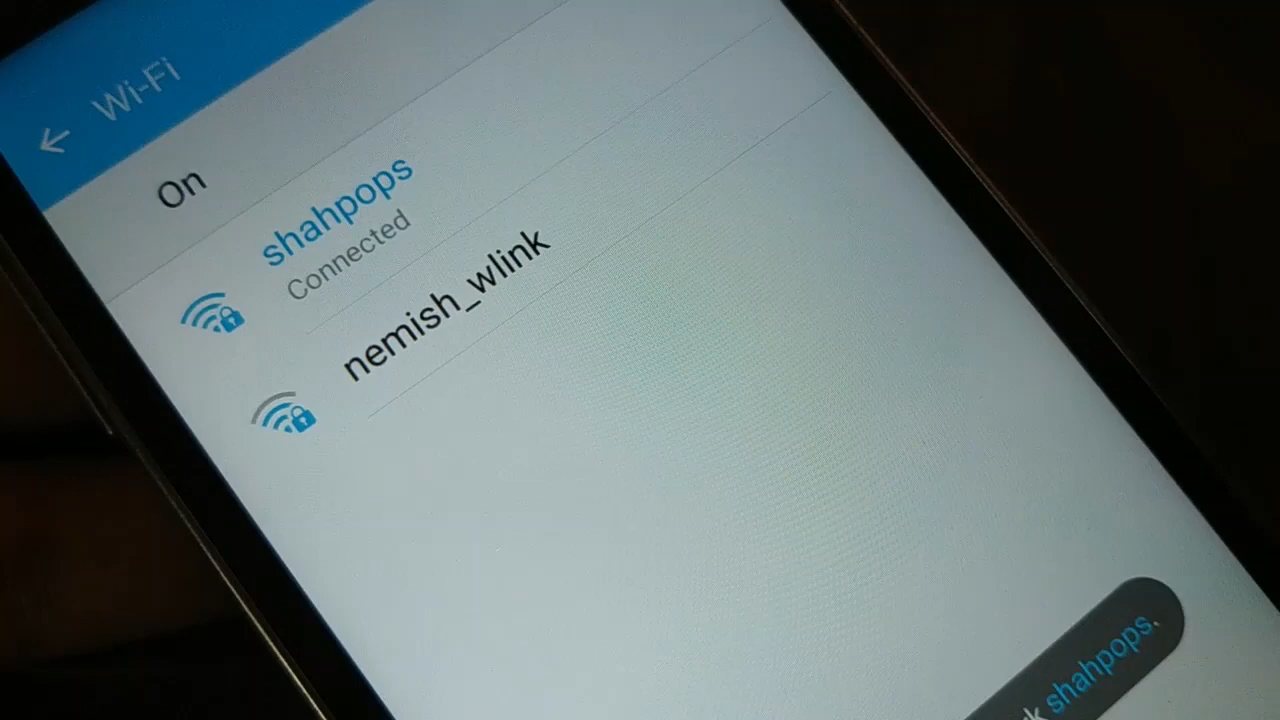 Wi-Fi
On
shahpops
Connected
nemish_wlink
shahpops.